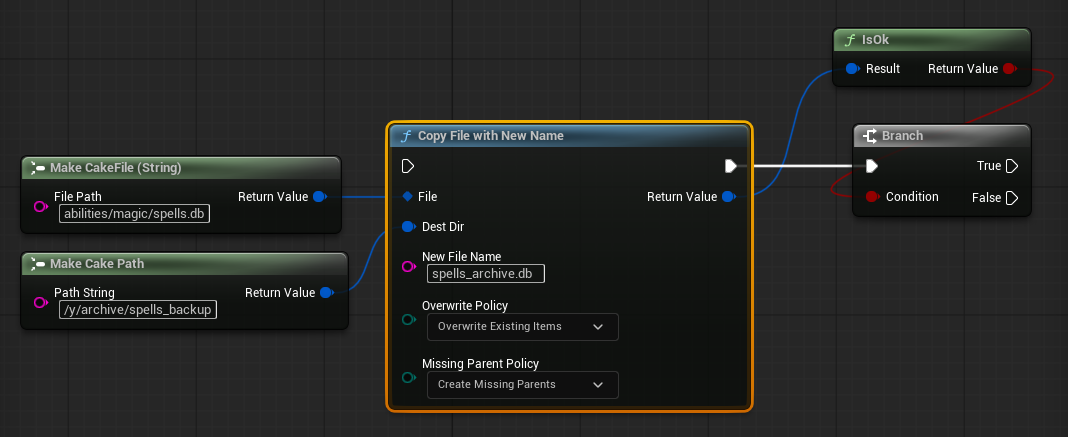 IsOk
Result
Return Value
Copy File with New Name
Branch
True
Condition
False
Make CakeFile (String)
File Path
abilities/magic/spells.db
Return Value
File
Return Value
Dest Dir
Make Cake Path
Path String
/y/archive/spells_backup
Return Value
New File Name
spells_archive.db
Overwrite Policy
Overwrite Existing Items
Missing Parent Policy
Create Missing Parents